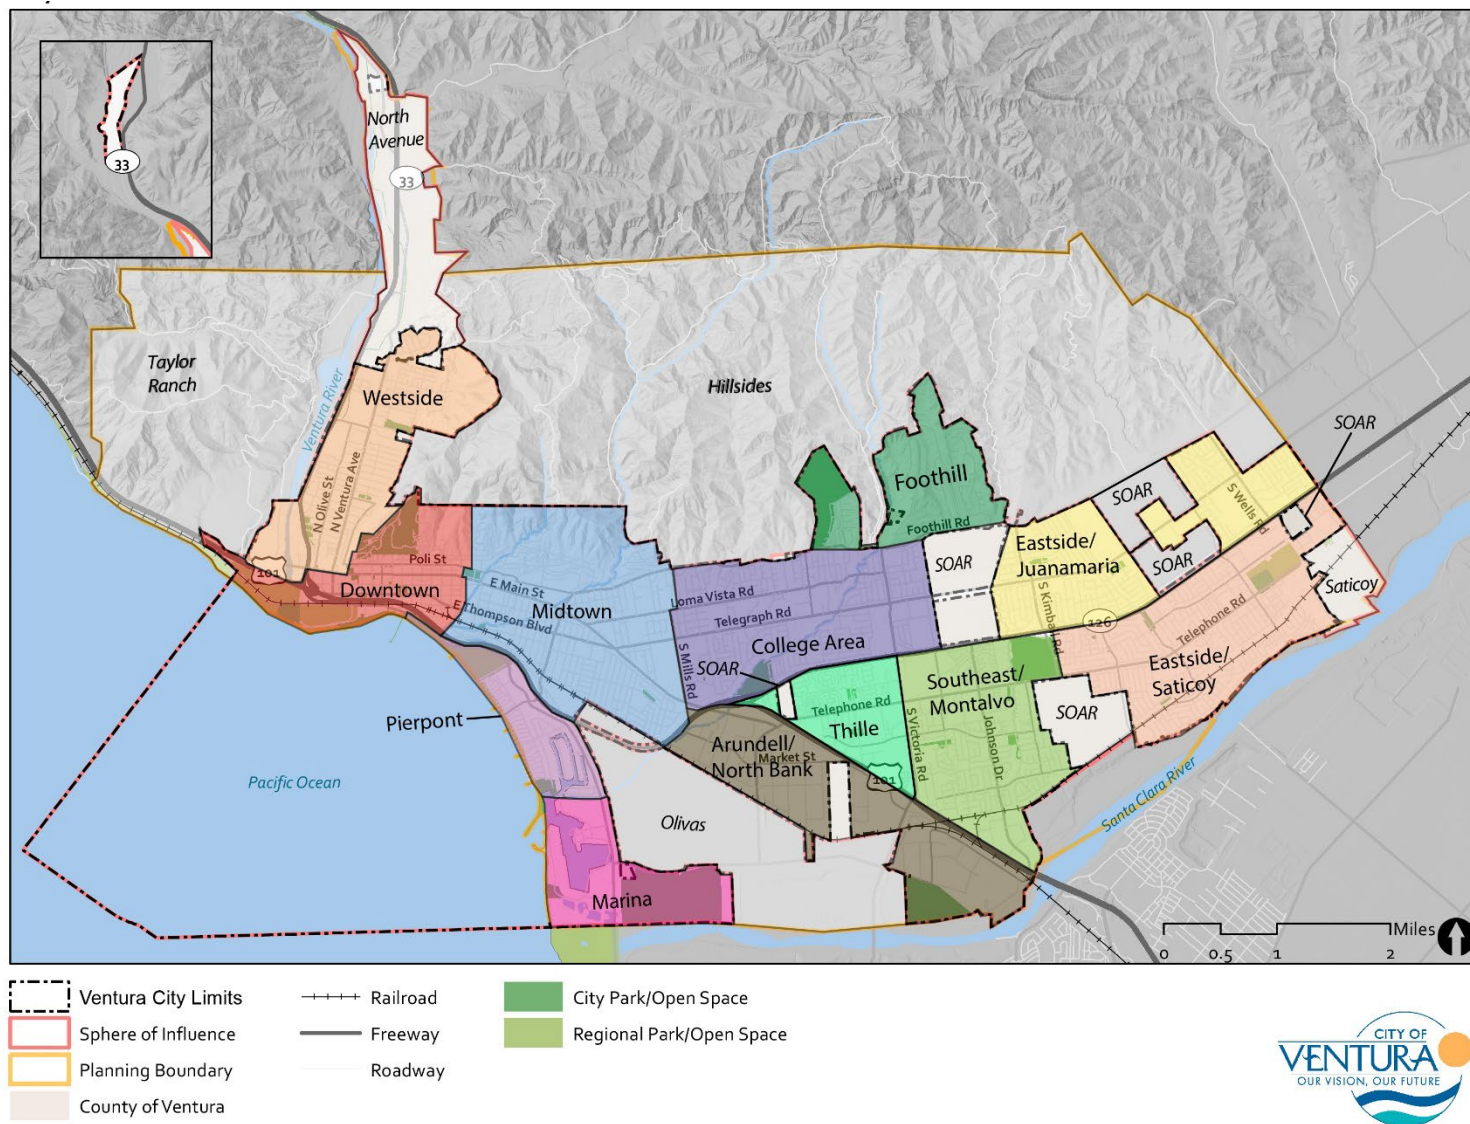 33
North
Avenue
33
Taylor
Ranch
Ventura River
Westside
Hillsides
SOAR
Foothill
SOAR
S Wells Rd
N Olive St
N Ventura Ave
Foothill Rd
Poli St
101
Downtown
E Main St
E Thompson Blvd
Midtown
Loma Vista Rd
Telegraph Rd
College Area
SOAR
Eastside/
Juanamaria
S Kimball Rd
126
SOAR
Saticoy
Telephone Rd
Eastside/
Saticoy
S Mills Rd
SOAR
Southeast/
Montalvo
Telephone Rd
Thille
S Victoria Rd
Johnson Dr
SOAR
Pierpont
Arundell/
North Bank
Market St
101
Pacific Ocean
Olivas
Santa Clara River
Marina
Miles
0 0.5 1 2
Ventura City Limits
Sphere of Influence
Planning Boundary
County of Ventura
Railroad
Freeway
Roadway
City Park/Open Space
Regional Park/Open Space
CITY OF
VENTURA
OUR VISION, OUR FUTURE